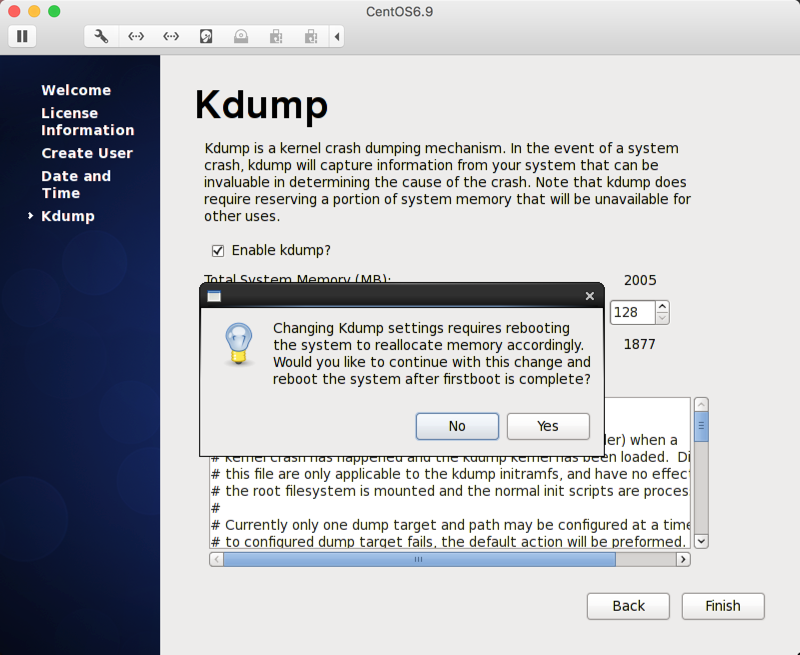 CentOS6.9
Welcome
License
Information
Create User
Date and
Time
Kdump
Kdump
Kdump is a kernel crash dumping mechanism. In the event of a system
crash, kdump will capture information from your system that can be
invaluable in determining the cause of the crash. Note that kdump does
require reserving a portion of system memory that will be unavailable for
other uses.
Enable kdump?
Total System Memory (MB):
2005
128
1877
Changing Kdump settings requires rebooting
the system to reallocate memory accordingly.
Would you like to continue with this change and
reboot the system after firstboot is complete?
No
Yes
when a
# kernel crash has happened and the kdump kernel has been loaded. Di
# this file are only applicable to the kdump initramfs, and have no effect
# the root filesystem is mounted and the normal init scripts are proces
#
# Currently only one dump target and path may be configured at a time
# to configured dump target fails, the default action will be preformed.
Back
Finish